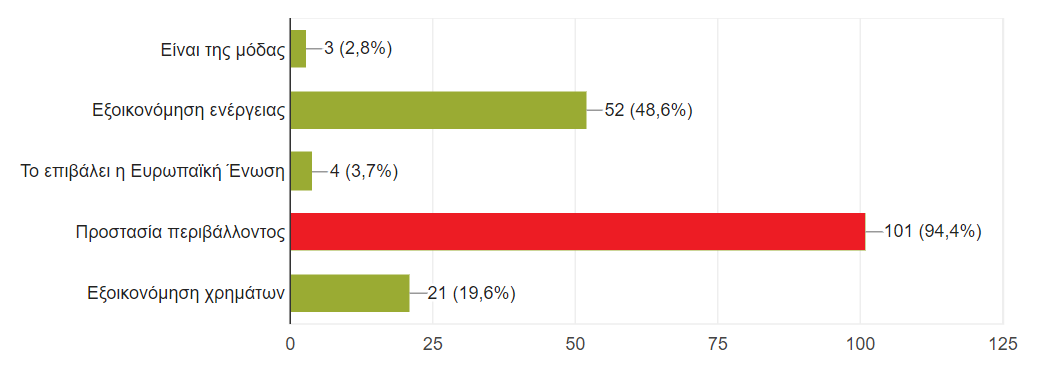 Είναι της μόδας 3 (2,8%)
Εξοικονόμηση ενέργειας 52 (48,6%)
Το επιβάλει η Ευρωπαϊκή Ένωση 4 (3,7%)
Προστασία περιβάλλοντος 101 (94,4%)
Εξοικονόμηση χρημάτων 21 (19,6%)
0 25 50 75 100 125